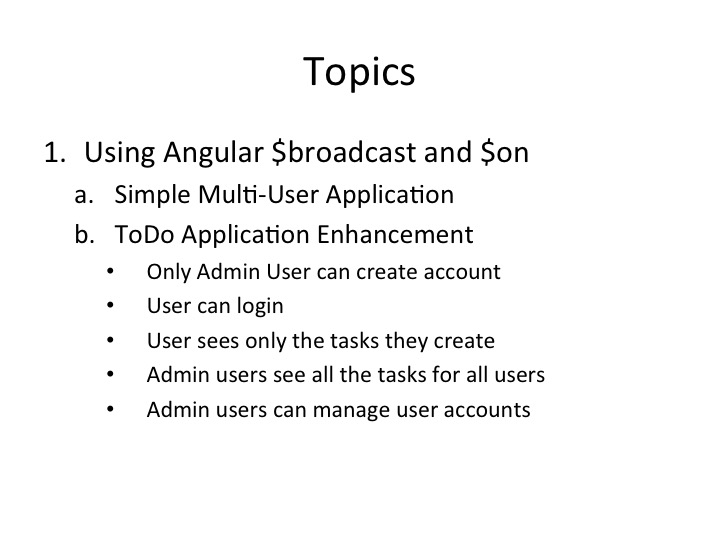 Topics
1. Using Angular $broadcast and $on
a. Simple Multi-User Application
b. ToDo Application Enhancement
• Only Admin User can create account
• User can login
• User sees only the tasks they create
• Admin users see all the tasks for all users
• Admin users can manage user accounts